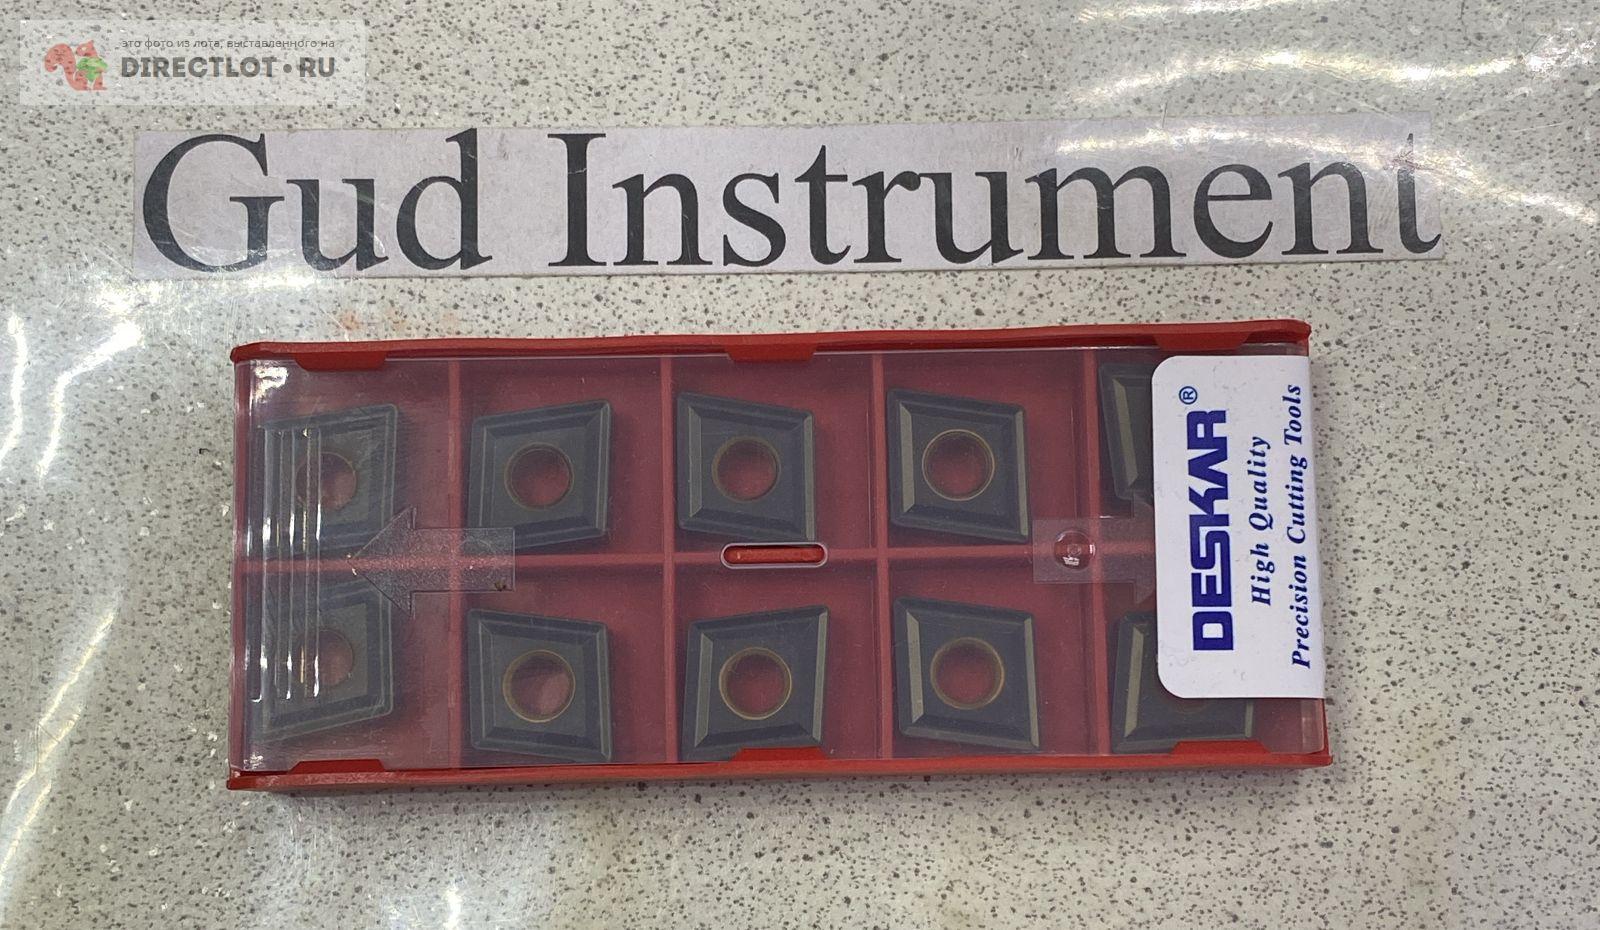 это фото из лота, выставленного на
DIRECTLOT•RU
Gud Instrument
DESKAR®
High Quality
Precision Cutting Tools